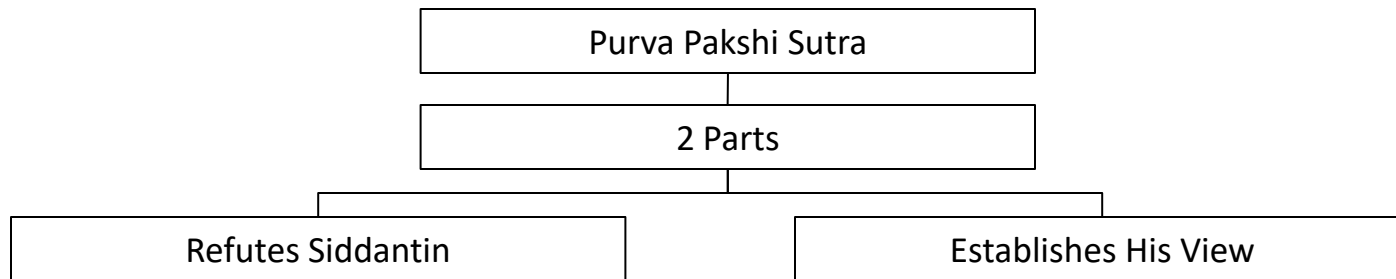 Purva Pakshi Sutra
2 Parts
Refutes Siddantin
Establishes His View